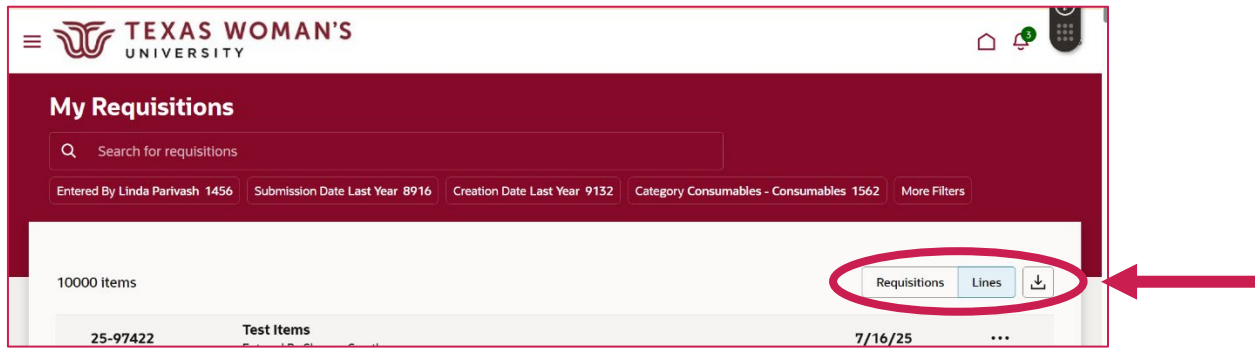 TEXAS WOMAN'S
UNIVERSITY
3
My Requisitions
Search for requisitions
Entered By Linda Parivash 1456 Submission Date Last Year 8916 Creation Date Last Year 9132 Category Consumables - Consumables 1562 More Filters
10000 items
Requisitions Lines
25-97422 Test Items 7/16/25 ...